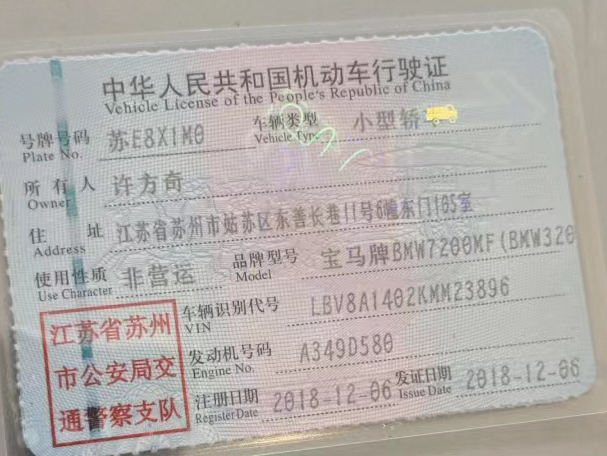 中华人民共和国机动车行驶证
Vehicle License of the People's Republic of China
号牌号码 苏E8X1M0 车辆类型 小型轿
Plate No. Vehicle Type
所有人 许方奇
Owner
住址 江苏省苏州市姑苏区东善长巷11号6幢东门105室
Address
使用性质 非营运 品牌型号 宝马牌BMW7200MF(BMW320
Use Character Model
江苏省苏州
市公安局交
通警察支队
车辆识别代号 LBV8A1402KMM23896
VIN
发动机号码 A349D580
Engine No.
注册日期 2018-12-06 发证日期 2018-12-06
Register Date Issue Date